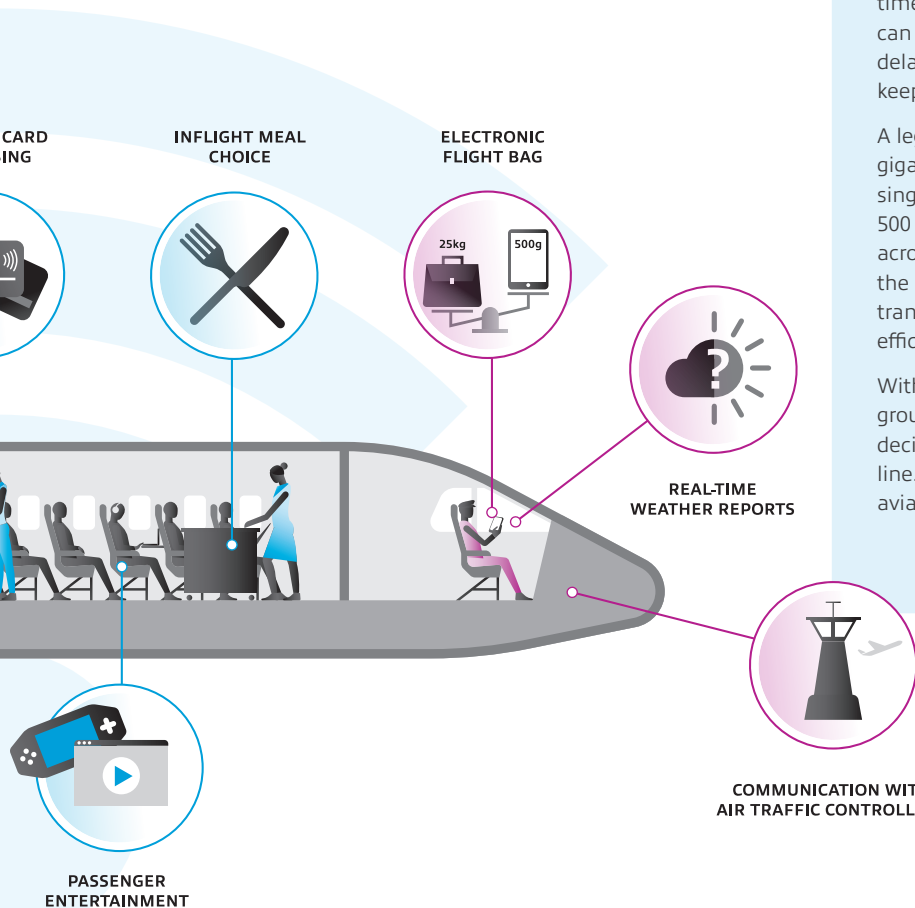 time
can
dela
keep
A le
giga
sing
500
acro
the
tran
effic
With
grou
deci
line.
avia
CARD
ING
INFLIGHT MEAL
CHOICE
ELECTRONIC
FLIGHT BAG
25kg
500g
?
REAL-TIME
WEATHER REPORTS
COMMUNICATION WIT
AIR TRAFFIC CONTROLL
PASSENGER
ENTERTAINMENT